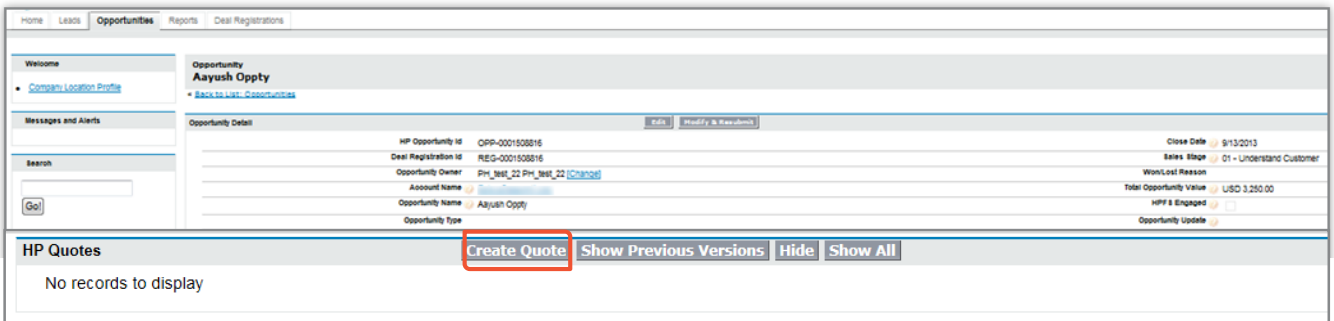 Home Leads Opportunities Reports Deal Registrations
Welcome
Company Location Profile
Messages and Alerts
Search
Go!
Opportunity
Aayush Oppty
« Back to List: Opportunities
Opportunity Detail Edit Modify & Resubmit
HP Opportunity Id OPP-0001508816 Close Date 9/13/2013
Deal Registration Id REG-0001508816 Sales Stage 01 - Understand Customer
Opportunity Owner PH_test_22 PH_test_22 [Change] Won/Lost Reason
Account Name Total Opportunity Value USD 3,250.00
Opportunity Name Aayush Oppty HPFS Engaged
Opportunity Type Opportunity Update
HP Quotes Create Quote Show Previous Versions Hide Show All
No records to display